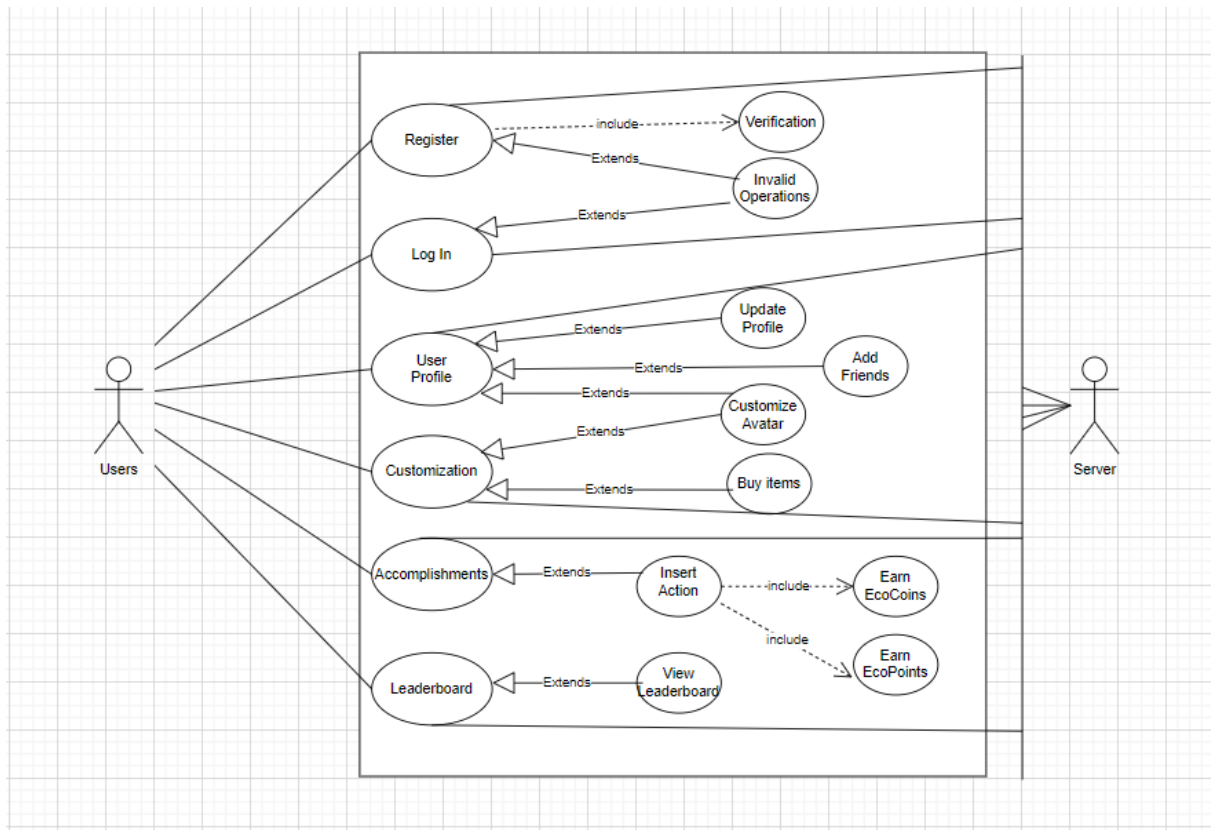 Register
include
Verification
Extends
Invalid
Operations
Extends
Log In
Update
Profile
Extends
User
Profile
Extends
Add
Friends
Extends
Customize
Avatar
Extends
Users
Customization
Extends
Buy items
Server
Accomplishments
Extends
Insert
Action
include
Earn
EcoCoins
include
Earn
EcoPoints
Leaderboard
Extends
View
Leaderboard